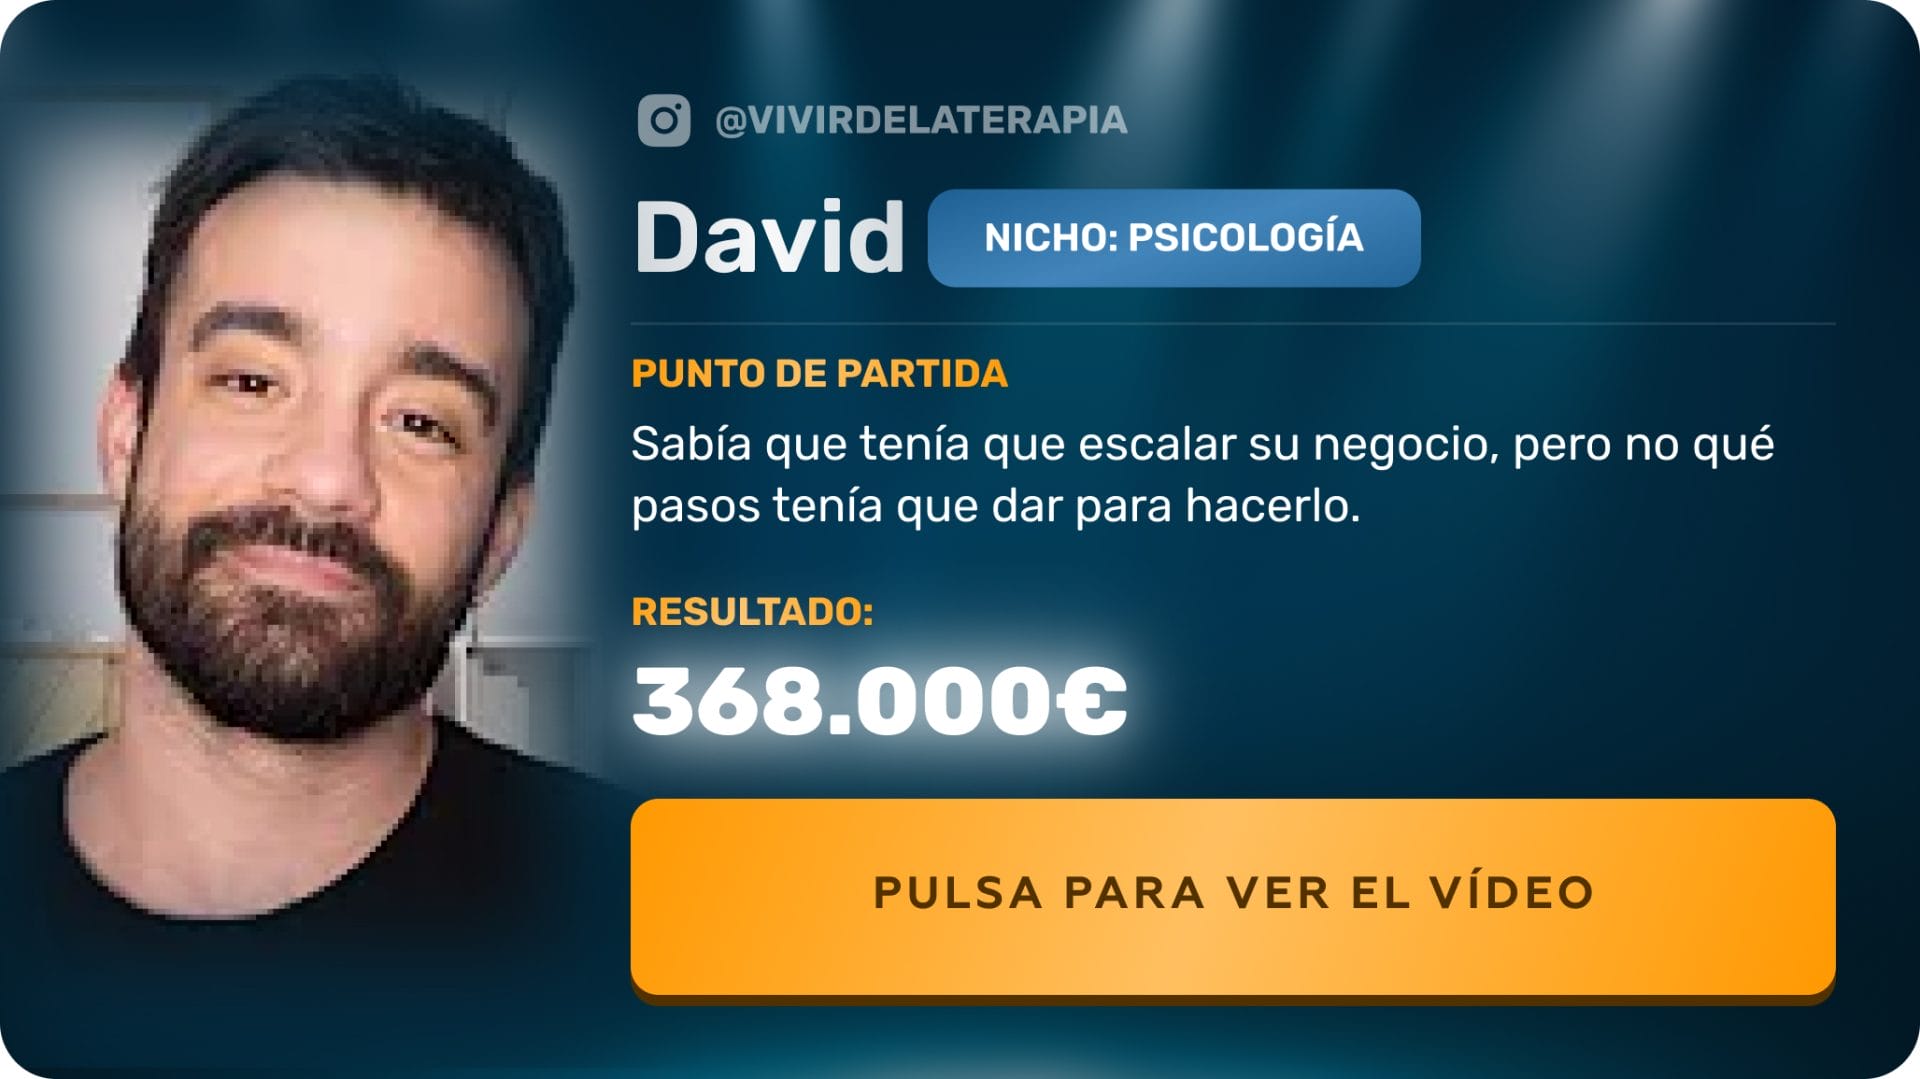 @VIVIRDELATERAPIA
David
NICHO: PSICOLOGÍA
PUNTO DE PARTIDA
Sabía que tenía que escalar su negocio, pero no qué
pasos tenía que dar para hacerlo.
RESULTADO:
368.000€
PULSA PARA VER EL VÍDEO